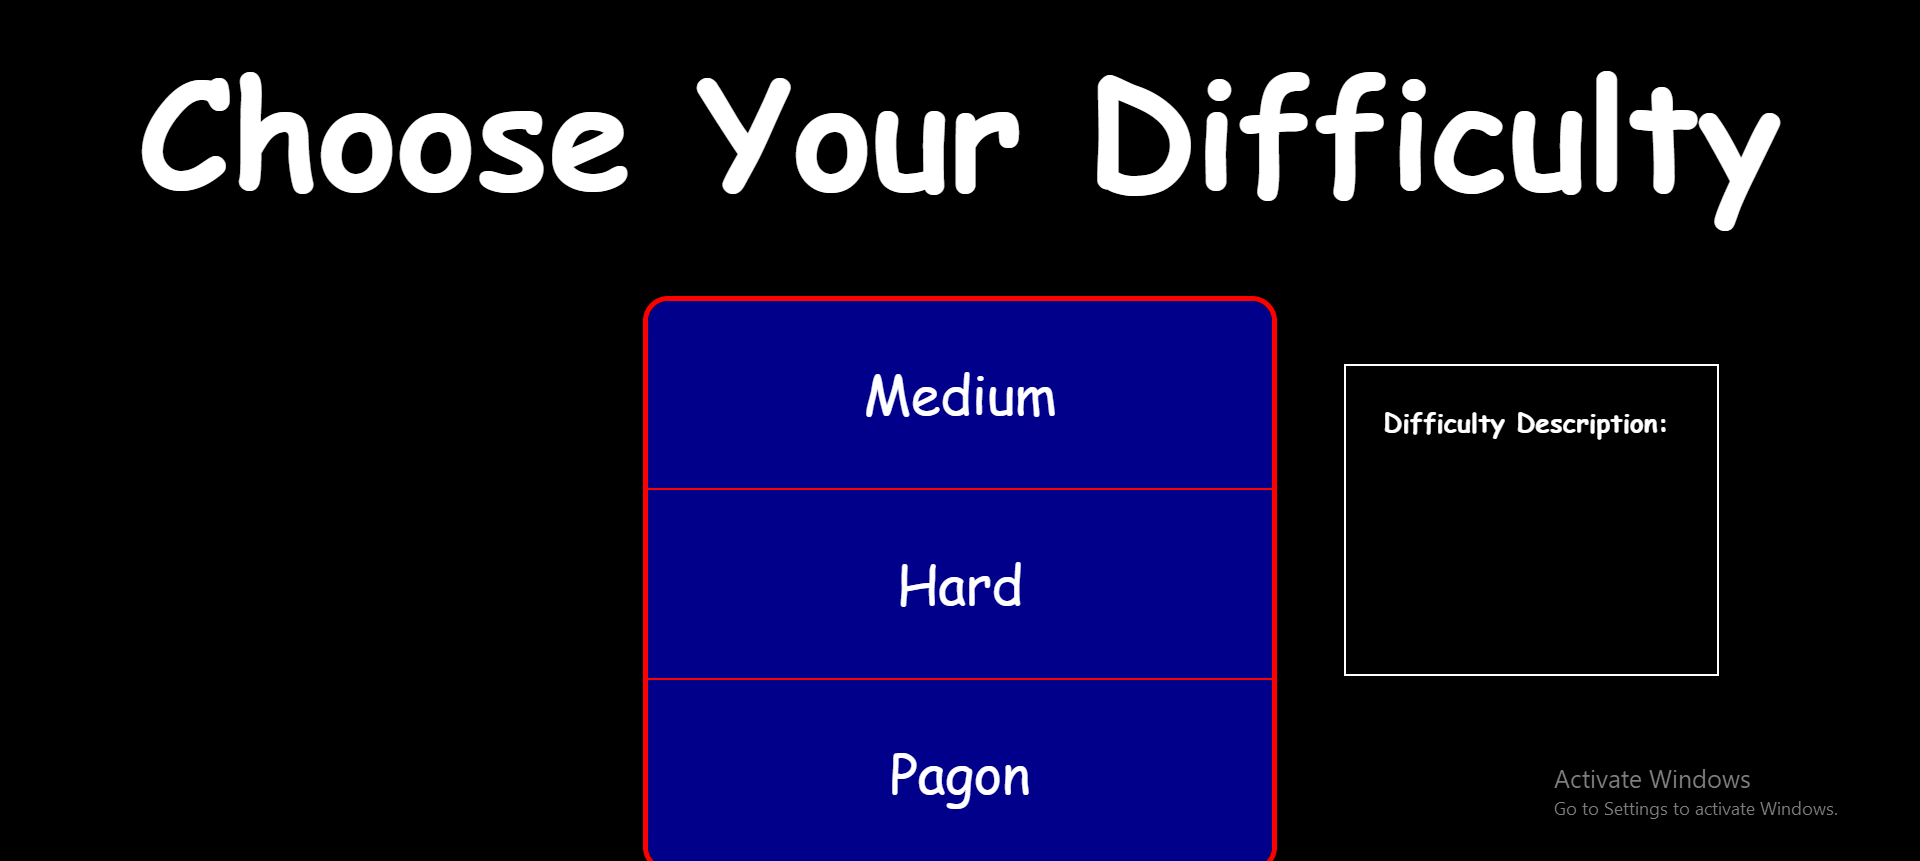 Choose Your Difficulty
Medium
Hard
Pagon
Difficulty Description:
Activate Windows
Go to Settings to activate Windows.